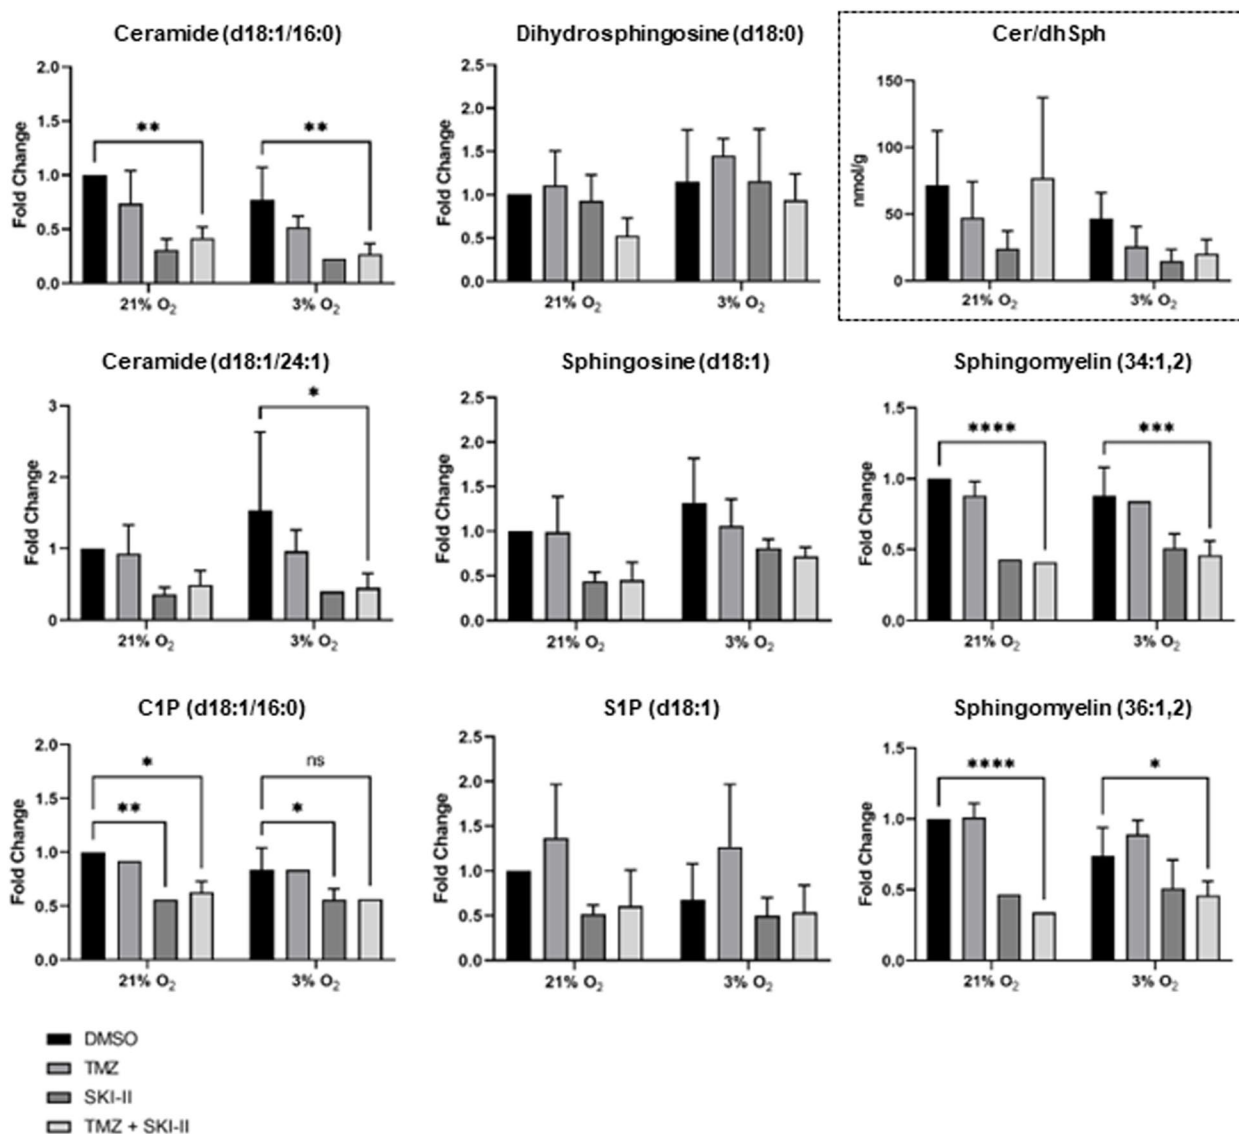 Ceramide (d18:1/16:0)
2.0
1.5
1.0
0.5
0.0
Fold Change
**
**
21% O₂
3% O₂
Dihydrosphingosine (d18:0)
2.5
2.0
1.5
1.0
0.5
0.0
Fold Change
21% O₂
3% O₂
Cer/dhSph
150
100
50
0
nmol/g
21% O₂
3% O₂
Ceramide (d18:1/24:1)
3
2
1
0
Fold Change
*
21% O₂
3% O₂
Sphingosine (d18:1)
2.5
2.0
1.5
1.0
0.5
0.0
Fold Change
21% O₂
3% O₂
Sphingomyelin (34:1,2)
1.5
1.0
0.5
0.0
Fold Change
****
***
21% O₂
3% O₂
C1P (d18:1/16:0)
2.0
1.5
1.0
0.5
0.0
Fold Change
*
**
ns
*
21% O₂
3% O₂
S1P (d18:1)
2.5
2.0
1.5
1.0
0.5
0.0
Fold Change
21% O₂
3% O₂
Sphingomyelin (36:1,2)
1.5
1.0
0.5
0.0
Fold Change
****
*
21% O₂
3% O₂
DMSO
TMZ
SKI-II
TMZ + SKI-II